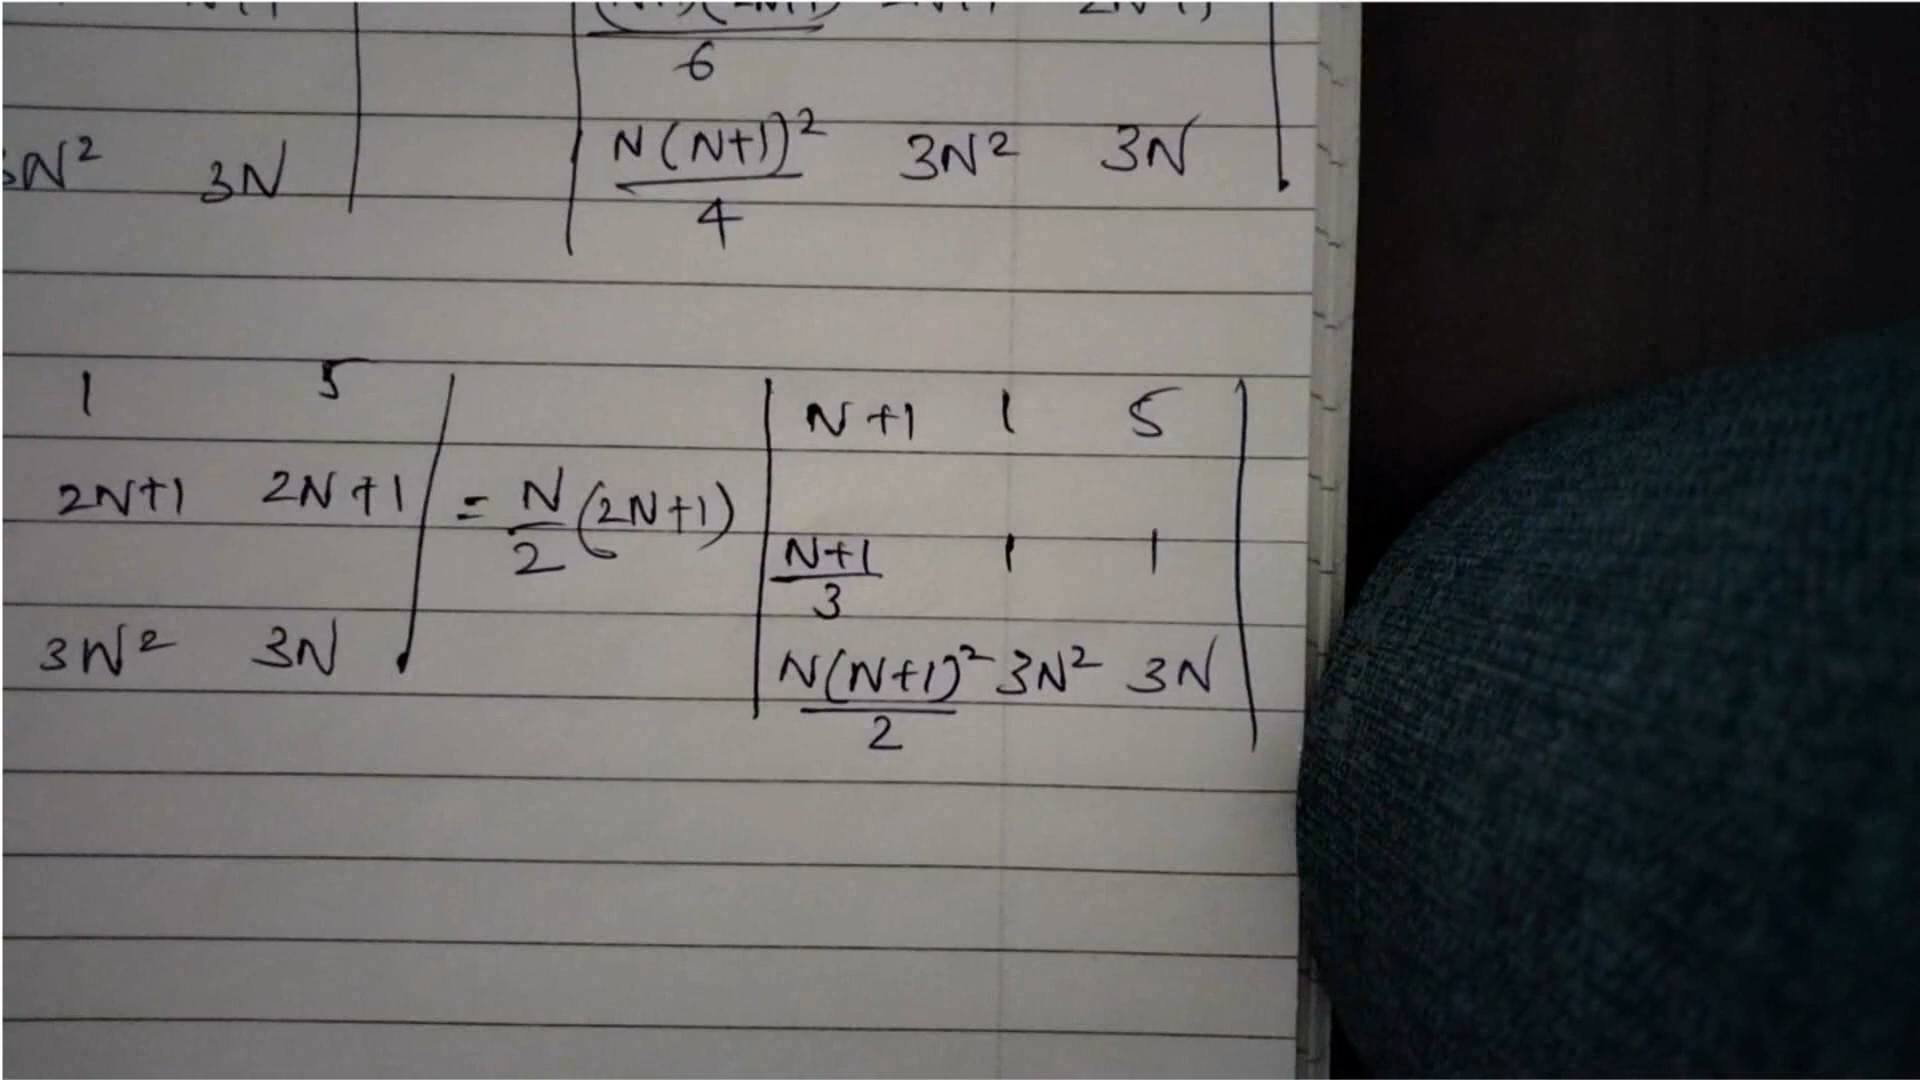 6
3N² 3N N(N+1)² 3N² 3N
4
1 5 N+1 1 5
2N+1 2N+1 = N/2 (2N+1) N+1/3 1 1
3N² 3N N(N+1)²/2 3N² 3N